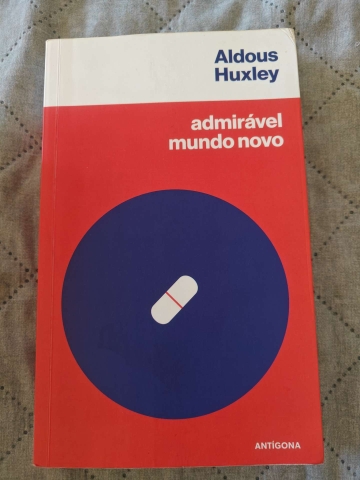 Aldous
Huxley
admirável
mundo novo
ANTÍGONA